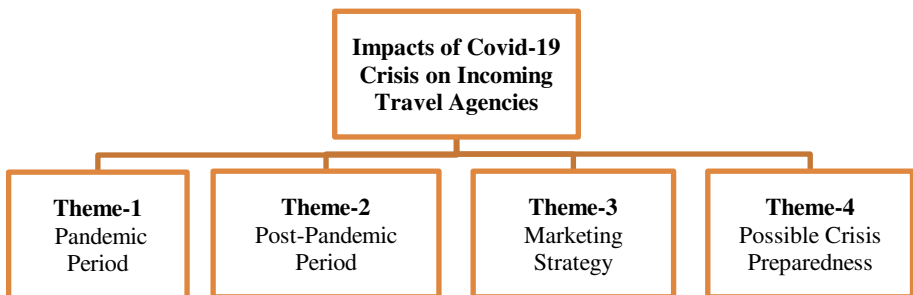 Impacts of Covid-19
Crisis on Incoming
Travel Agencies
Theme-1
Pandemic
Period
Theme-2
Post-Pandemic
Period
Theme-3
Marketing
Strategy
Theme-4
Possible Crisis
Preparedness